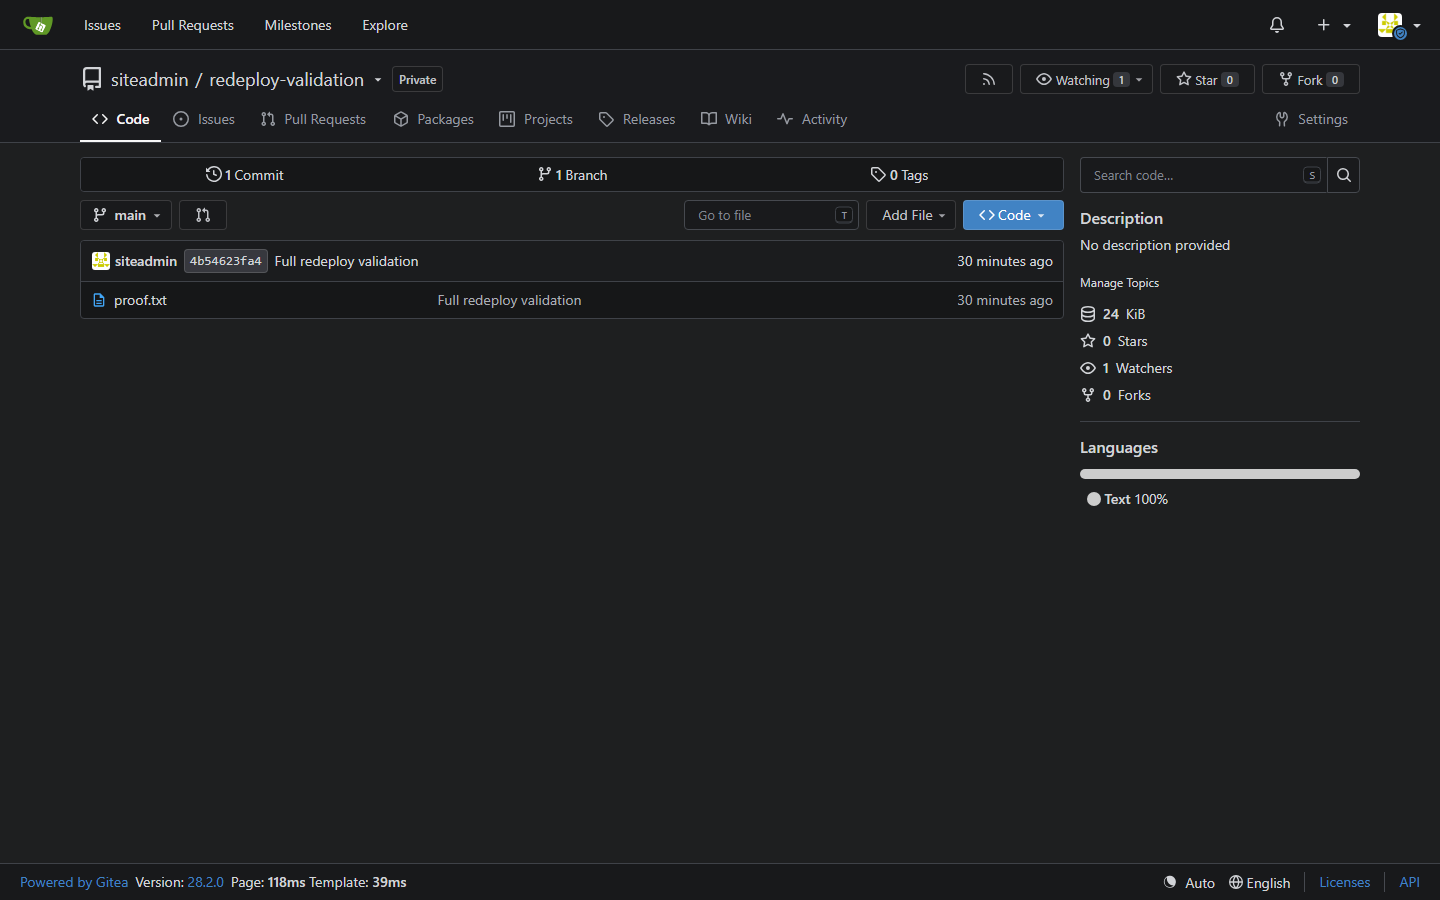 Issues Pull Requests Milestones Explore
siteadmin / redeploy-validation Private Watching 1 Star 0 Fork 0
Code Issues Pull Requests Packages Projects Releases Wiki Activity Settings
1 Commit 1 Branch 0 Tags
Search code... S
main Go to file T Add File Code
Description
No description provided
siteadmin 4b54623fa4 Full redeploy validation 30 minutes ago
proof.txt Full redeploy validation 30 minutes ago
Manage Topics
24 KiB
0 Stars
1 Watchers
0 Forks
Languages
Text 100%
Powered by Gitea Version: 28.2.0 Page: 118ms Template: 39ms Auto English Licenses API